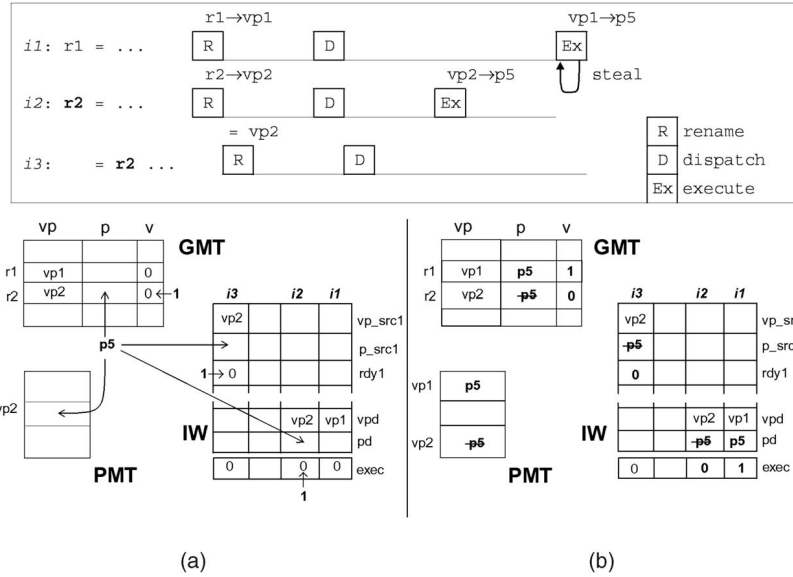 r1→vp1
vp1→p5
i1: r1 = ...
R
D
Ex
steal
r2→vp2
vp2→p5
i2: r2 = ...
R
D
Ex
= vp2
i3: = r2 ...
R
D
R rename
D dispatch
Ex execute
vp p v
GMT
r1 vp1 0
r2 vp2 0 1
i3 i2 i1
vp2 vp_src1
p5
p_src1
1 0 rdy1
vp2
vp2 vp1 vpd
IW
pd
PMT
0 0 0 exec
1
(a)
vp p v
GMT
r1 vp1 p5 1
r2 vp2 p5 0
i3 i2 i1
vp2 vp_sr
p5 p_src
0 rdy1
vp1 p5
vp2 vp1 vpd
vp2 p5
IW
p5 p5 pd
PMT
0 0 1 exec
(b)